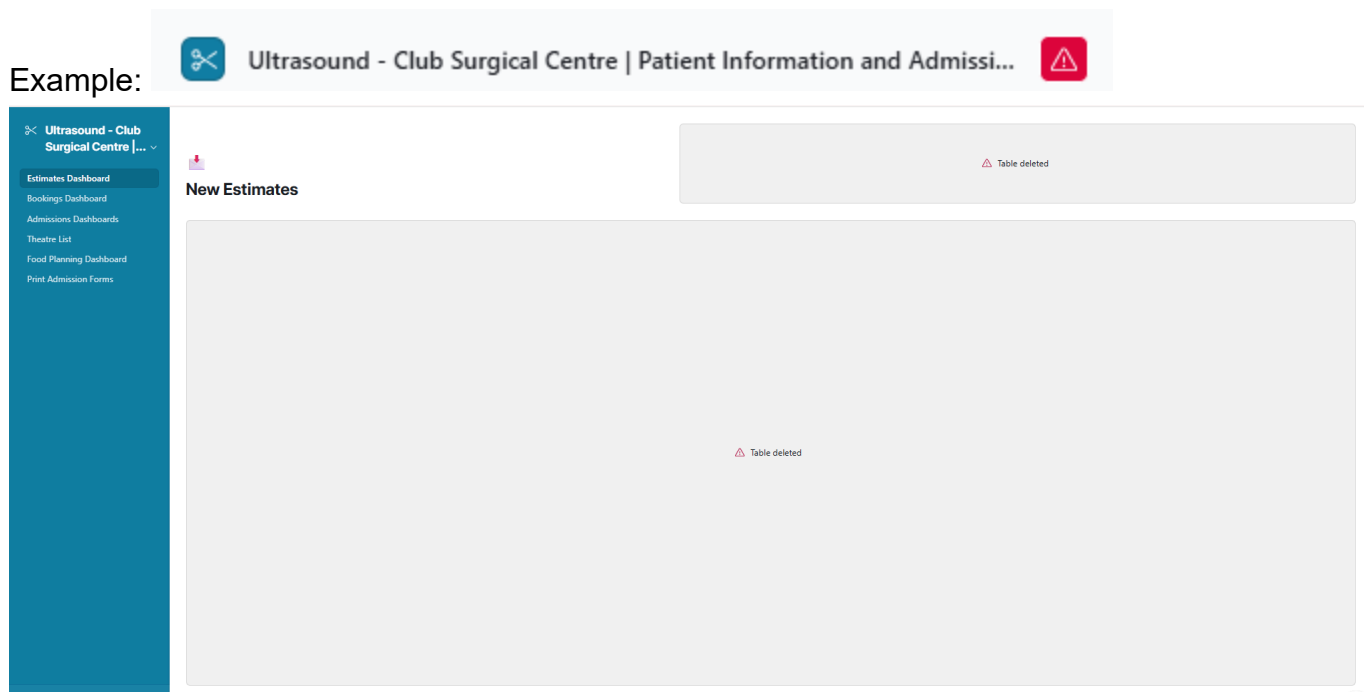 Example:
Ultrasound - Club Surgical Centre | Patient Information and Admissi...
Ultrasound - Club
Surgical Centre |...
Estimates Dashboard
Bookings Dashboard
Admissions Dashboards
Theatre List
Food Planning Dashboard
Print Admission Forms
New Estimates
Table deleted
Table deleted